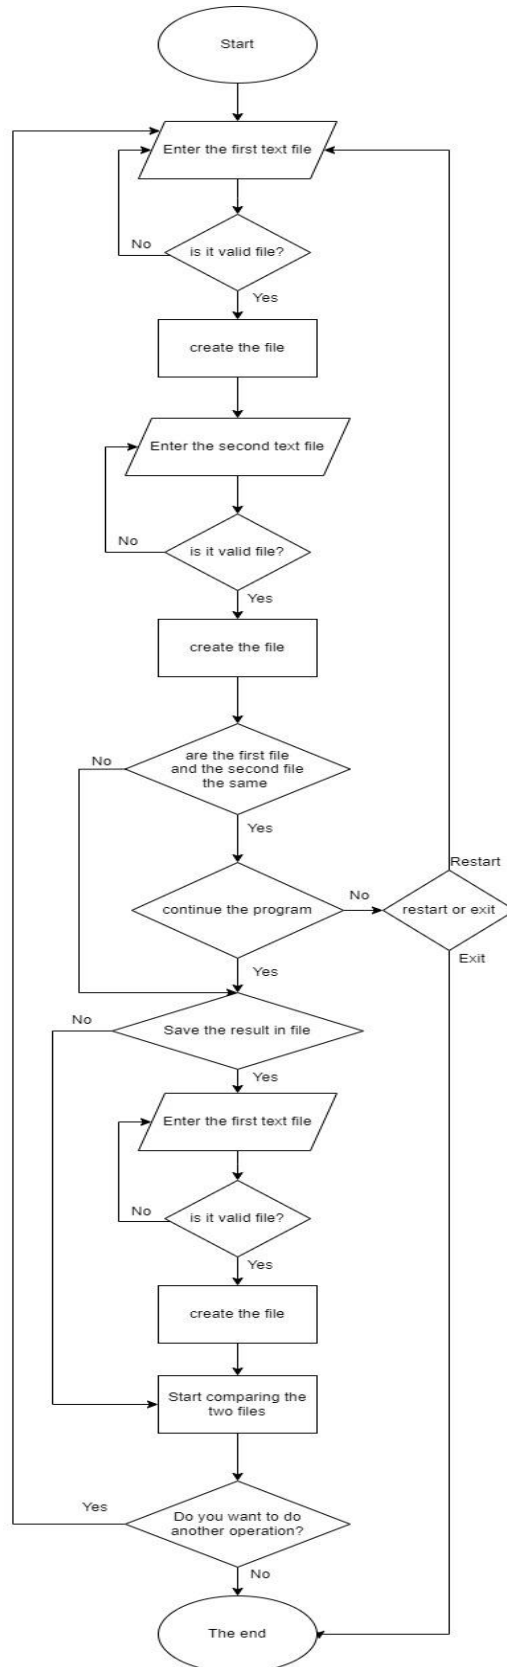 Start
Enter the first text file
No
is it valid file?
Yes
create the file
Enter the second text file
No
is it valid file?
Yes
create the file
No
are the first file
and the second file
the same
Yes
Restart
continue the program
No
restart or exit
Yes
Exit
No
Save the result in file
Yes
Enter the first text file
No
is it valid file?
Yes
create the file
Start comparing the
two files
Yes
Do you want to do
another operation?
No
The end